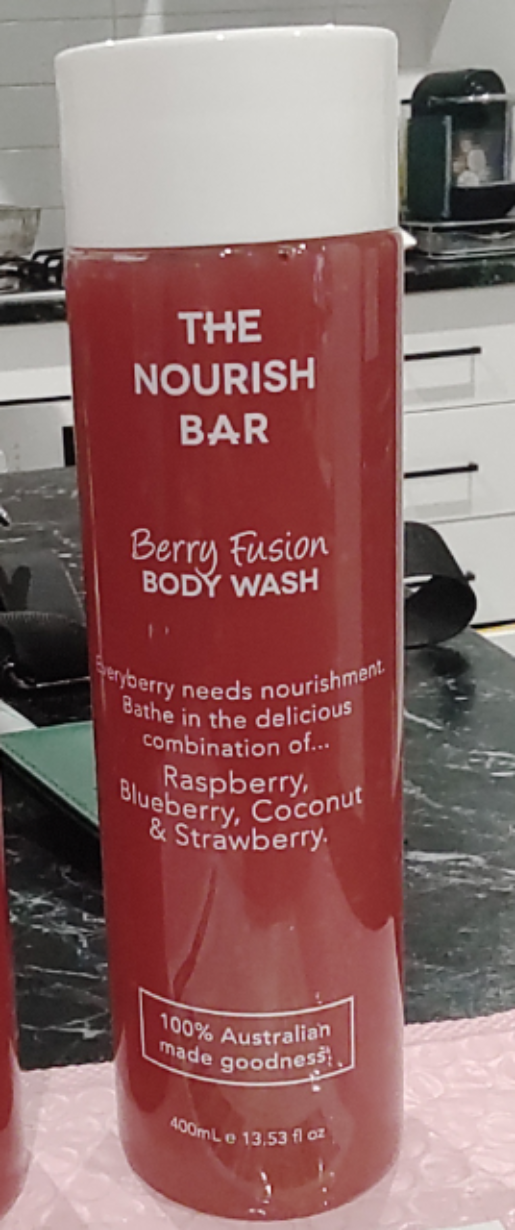 THE
NOURISH
BAR
Berry Fusion
BODY WASH
Everyberry needs nourishment.
Bathe in the delicious
combination of...
Raspberry,
Blueberry, Coconut
& Strawberry.
100% Australian
made goodness!
400mL e 13.53 fl oz